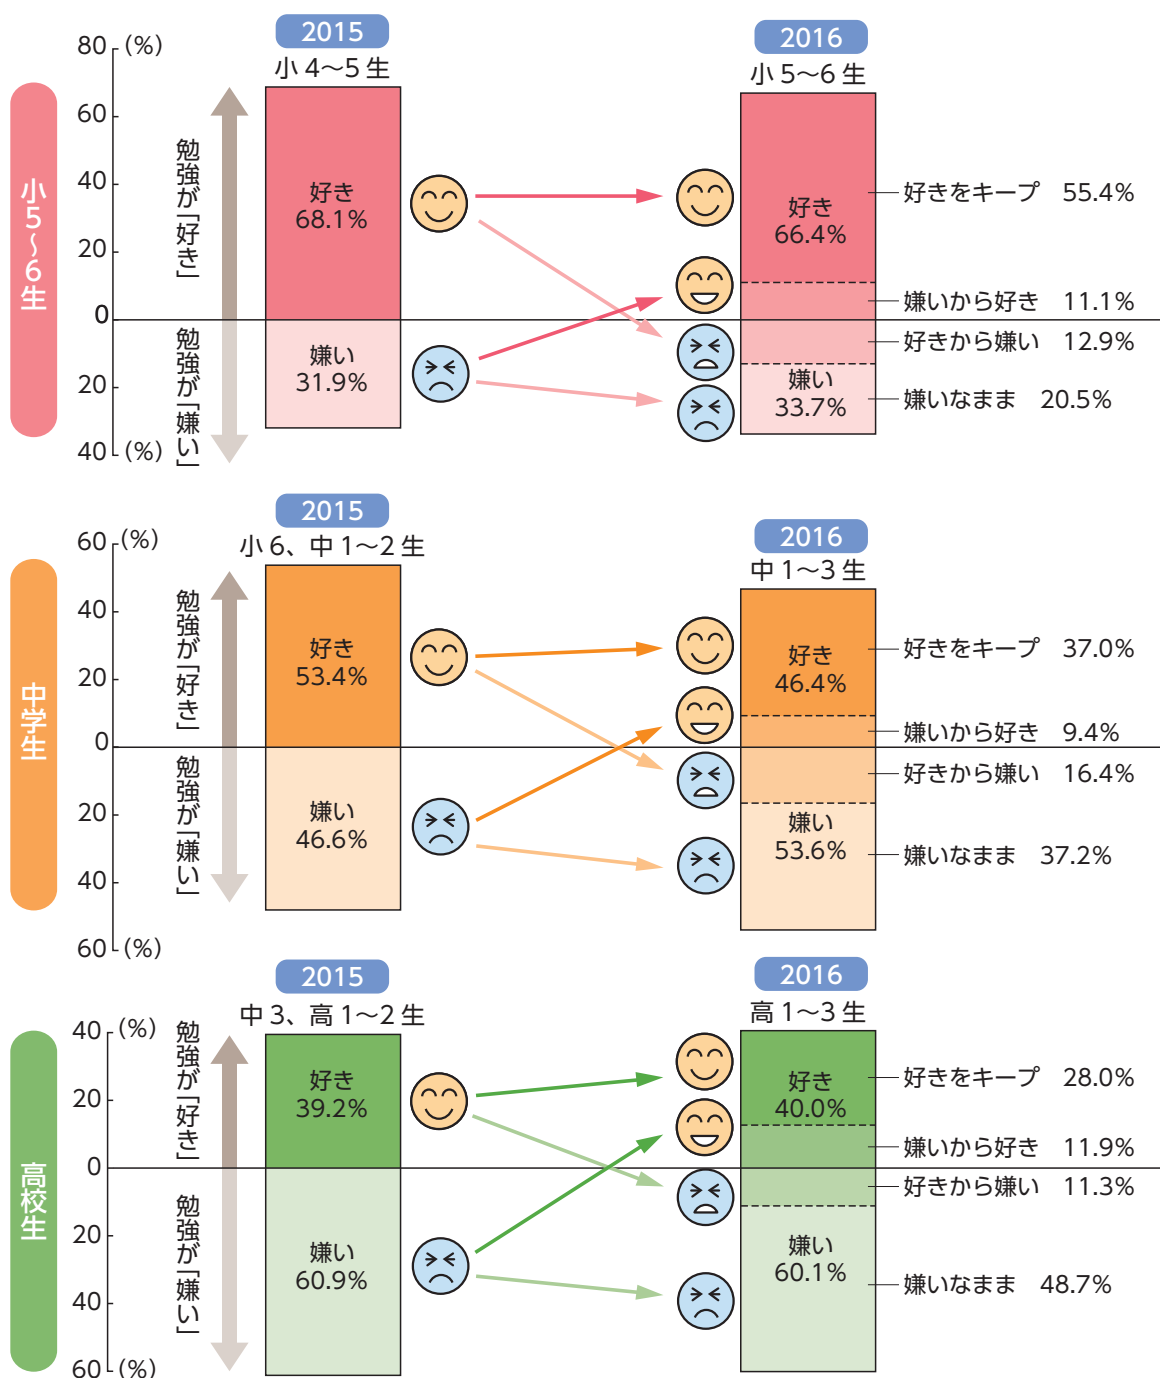 小5〜6生
80 (%)
60
40
20
0
20
40 (%)
勉強が「好き」
勉強が「嫌い」
2015
小4〜5生
好き
68.1%
嫌い
31.9%
2016
小5〜6生
好き
66.4%
嫌い
33.7%
好きをキープ 55.4%
嫌いから好き 11.1%
好きから嫌い 12.9%
嫌いなまま 20.5%
中学生
60 (%)
40
20
0
20
40
60 (%)
勉強が「好き」
勉強が「嫌い」
2015
小6、中1〜2生
好き
53.4%
嫌い
46.6%
2016
中1〜3生
好き
46.4%
嫌い
53.6%
好きをキープ 37.0%
嫌いから好き 9.4%
好きから嫌い 16.4%
嫌いなまま 37.2%
高校生
40 (%)
20
0
20
40
60 (%)
勉強が「好き」
勉強が「嫌い」
2015
中3、高1〜2生
好き
39.2%
嫌い
60.9%
2016
高1〜3生
好き
40.0%
嫌い
60.1%
好きをキープ 28.0%
嫌いから好き 11.9%
好きから嫌い 11.3%
嫌いなまま 48.7%